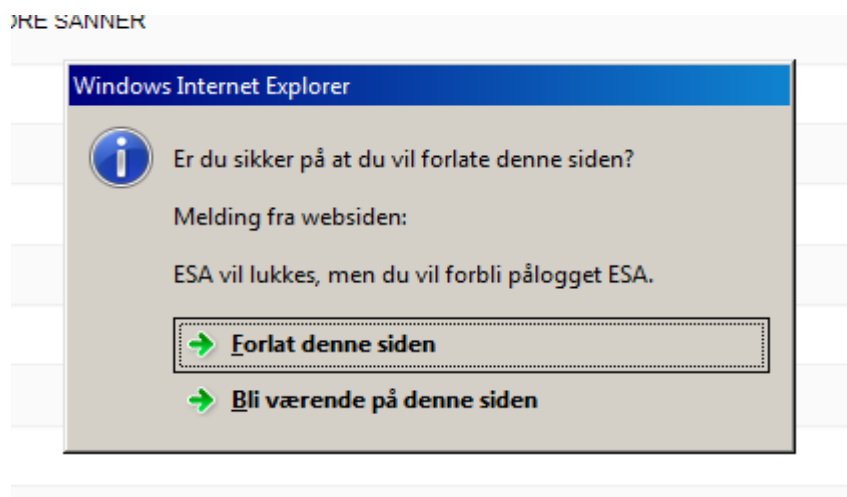 SANNER
Windows Internet Explorer
Er du sikker på at du vil forlate denne siden?
Melding fra websiden:
ESA vil lukkes, men du vil forbli pålogget ESA.
Forlat denne siden
Bli værende på denne siden